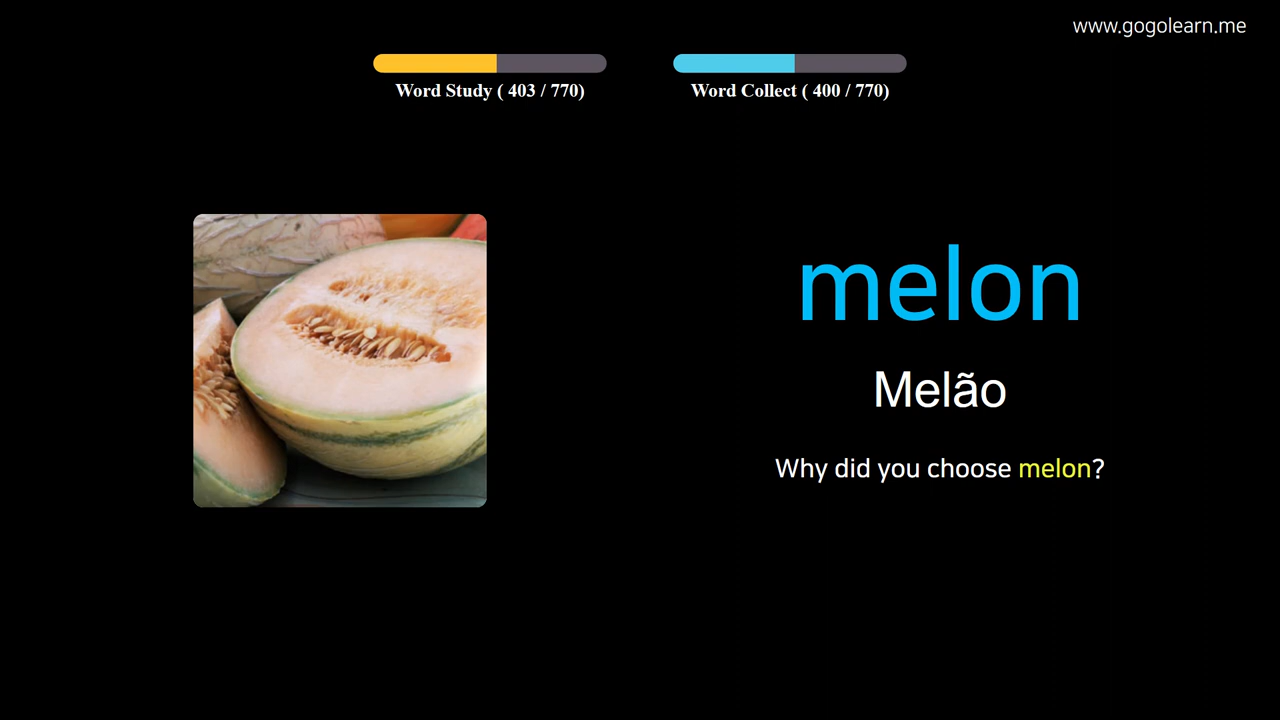 www.gogolearn.me
Word Study ( 403 / 770)
Word Collect ( 400 / 770)
melon
Melão
Why did you choose melon?